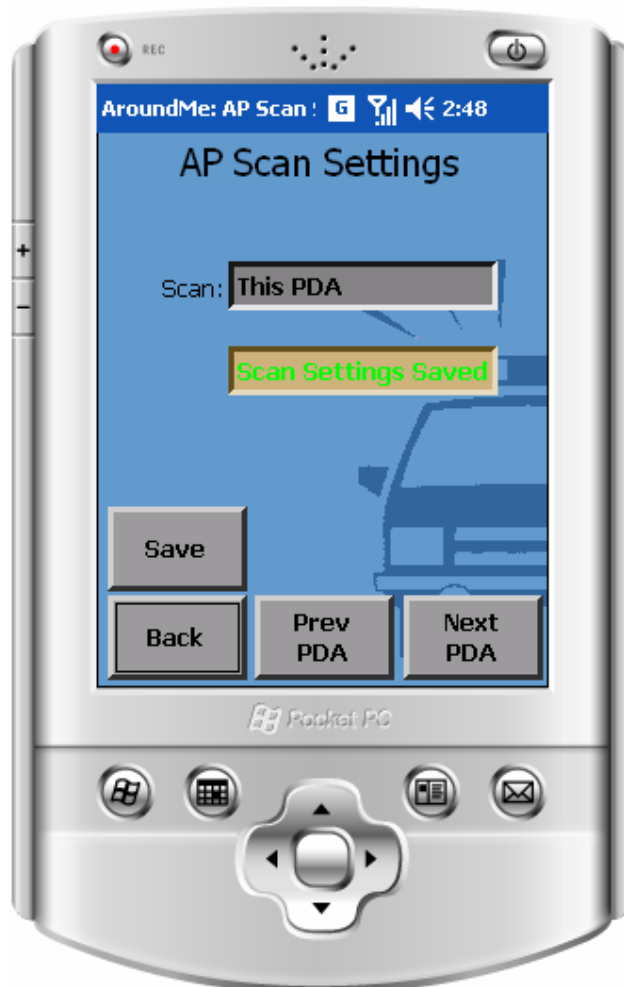 REC
AroundMe: AP Scan : G 2:48
AP Scan Settings
Scan: This PDA
Scan Settings Saved
Save
Back
Prev
PDA
Next
PDA
Pocket PC
+
−